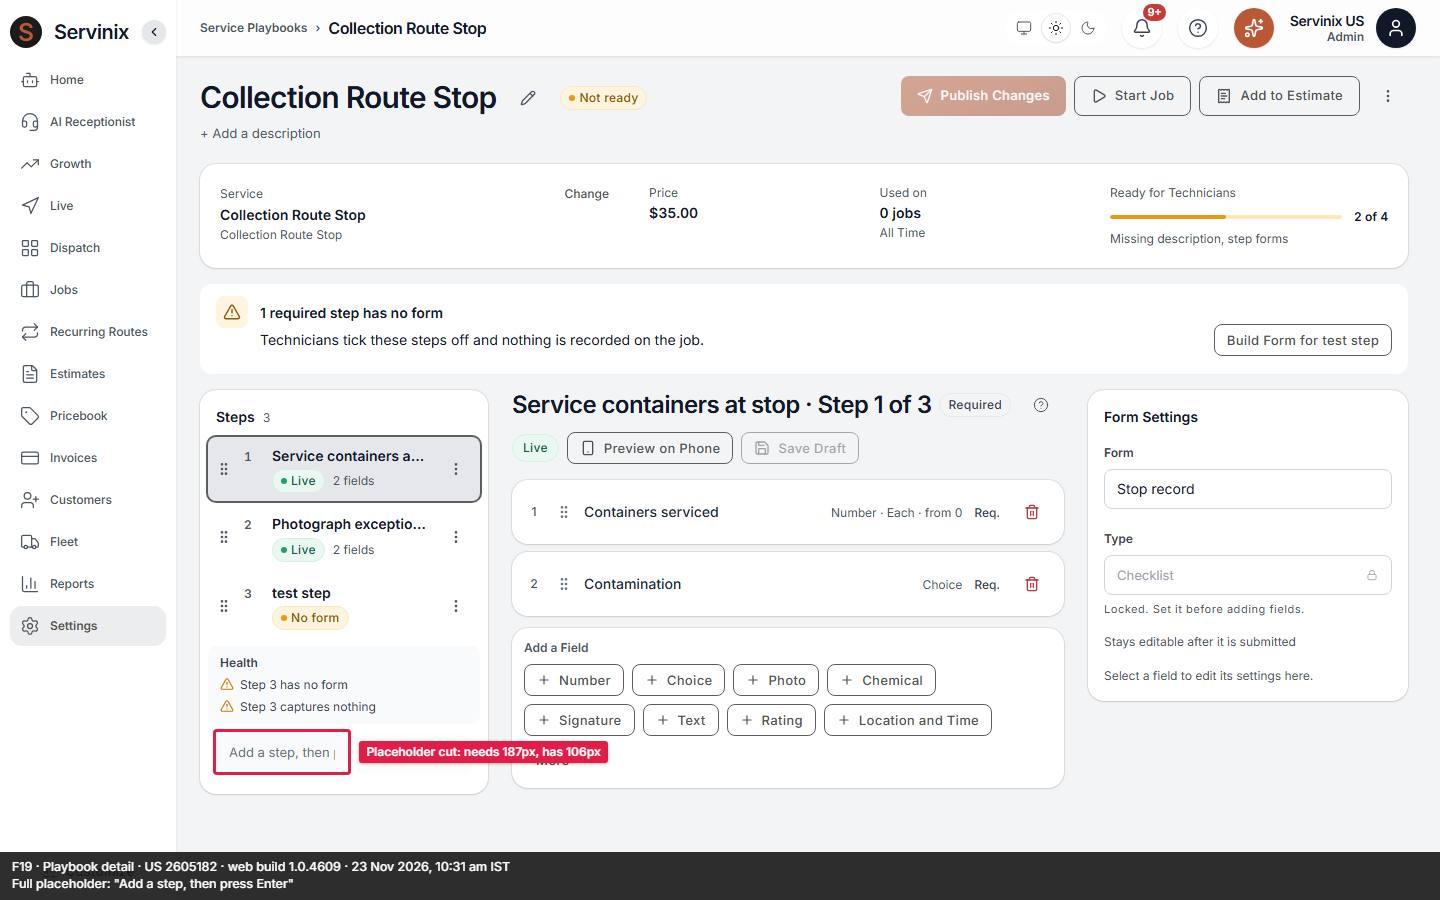 Servinix
Home
AI Receptionist
Growth
Live
Dispatch
Jobs
Recurring Routes
Estimates
Pricebook
Invoices
Customers
Fleet
Reports
Settings
Service Playbooks › Collection Route Stop
9+
Servinix US
Admin
Collection Route Stop
Not ready
Publish Changes
Start Job
Add to Estimate
+ Add a description
Service
Collection Route Stop
Collection Route Stop
Change
Price
$35.00
Used on
0 jobs
All Time
Ready for Technicians
2 of 4
Missing description, step forms
1 required step has no form
Technicians tick these steps off and nothing is recorded on the job.
Build Form for test step
Steps 3
1 Service containers a...
Live 2 fields
2 Photograph exceptio...
Live 2 fields
3 test step
No form
Health
Step 3 has no form
Step 3 captures nothing
Add a step, then
Placeholder cut: needs 187px, has 106px
Service containers at stop · Step 1 of 3 Required
Live
Preview on Phone
Save Draft
1 Containers serviced Number · Each · from 0 Req.
2 Contamination Choice Req.
Add a Field
+ Number
+ Choice
+ Photo
+ Chemical
+ Signature
+ Text
+ Rating
+ Location and Time
Form Settings
Form
Stop record
Type
Checklist
Locked. Set it before adding fields.
Stays editable after it is submitted
Select a field to edit its settings here.
F19 · Playbook detail · US 2605182 · web build 1.0.4609 · 23 Nov 2026, 10:31 am IST
Full placeholder: "Add a step, then press Enter"